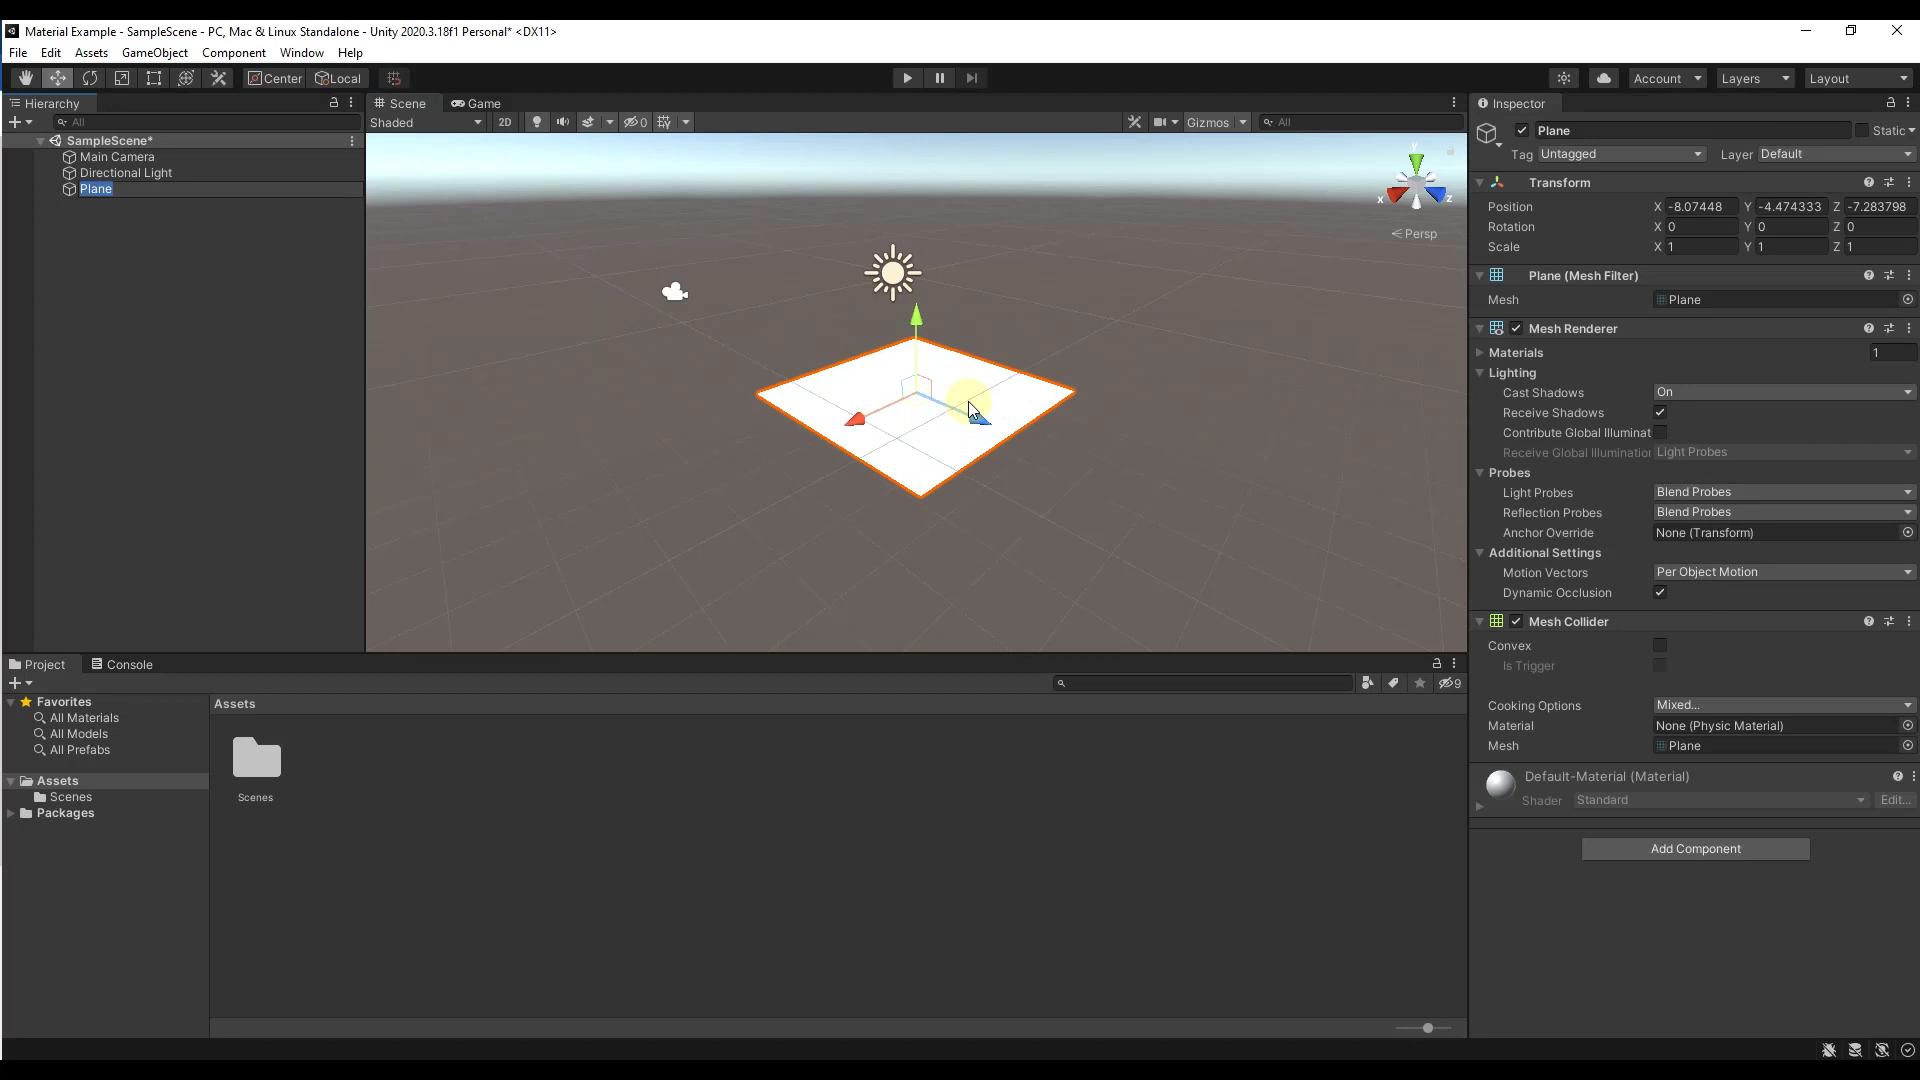 Material Example - SampleScene - PC, Mac & Linux Standalone - Unity 2020.3.18f1 Personal* <DX11>
File Edit Assets GameObject Component Window Help
Center Local Account Layers Layout
Hierarchy
All
SampleScene*
Main Camera
Directional Light
Plane
Scene Game
Shaded 2D 0 Gizmos All
y
x z
Persp
Inspector
Plane Static
Tag Untagged Layer Default
Transform
Position X -8.07448 Y -4.474333 Z -7.283798
Rotation X 0 Y 0 Z 0
Scale X 1 Y 1 Z 1
Plane (Mesh Filter)
Mesh Plane
Mesh Renderer
Materials 1
Lighting
Cast Shadows On
Receive Shadows
Contribute Global Illuminat
Receive Global Illumination Light Probes
Probes
Light Probes Blend Probes
Reflection Probes Blend Probes
Anchor Override None (Transform)
Additional Settings
Motion Vectors Per Object Motion
Dynamic Occlusion
Mesh Collider
Convex
Is Trigger
Cooking Options Mixed...
Material None (Physic Material)
Mesh Plane
Default-Material (Material)
Shader Standard Edit...
Add Component
Project Console
9
Favorites
All Materials
All Models
All Prefabs
Assets
Scenes
Packages
Assets
Scenes